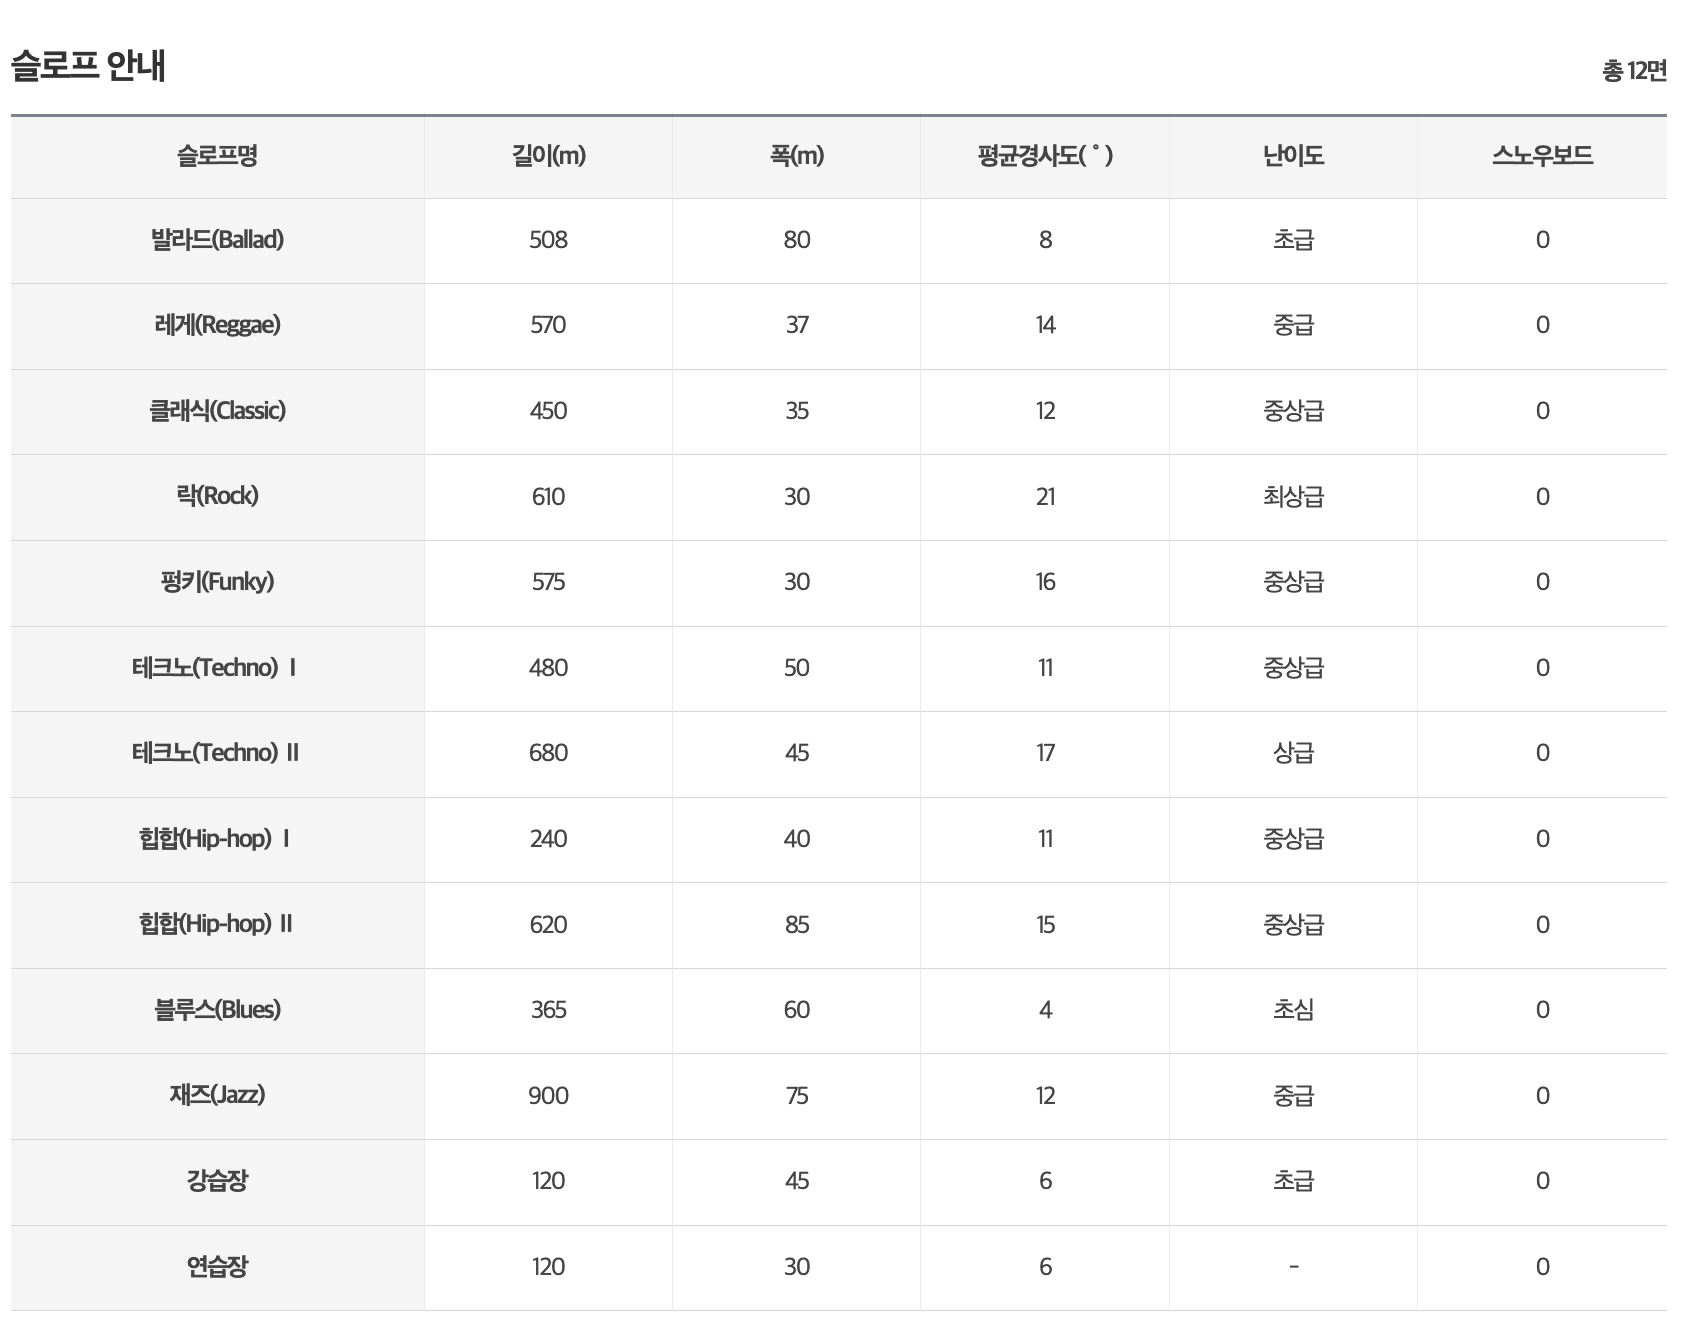 슬로프 안내
총 12면
슬로프명 길이(m) 폭(m) 평균경사도( ˚ ) 난이도 스노우보드
발라드(Ballad) 508 80 8 초급 0
레게(Reggae) 570 37 14 중급 0
클래식(Classic) 450 35 12 중상급 0
락(Rock) 610 30 21 최상급 0
펑키(Funky) 575 30 16 중상급 0
테크노(Techno) Ⅰ 480 50 11 중상급 0
테크노(Techno) Ⅱ 680 45 17 상급 0
힙합(Hip-hop) Ⅰ 240 40 11 중상급 0
힙합(Hip-hop) Ⅱ 620 85 15 중상급 0
블루스(Blues) 365 60 4 초심 0
재즈(Jazz) 900 75 12 중급 0
강습장 120 45 6 초급 0
연습장 120 30 6 - 0